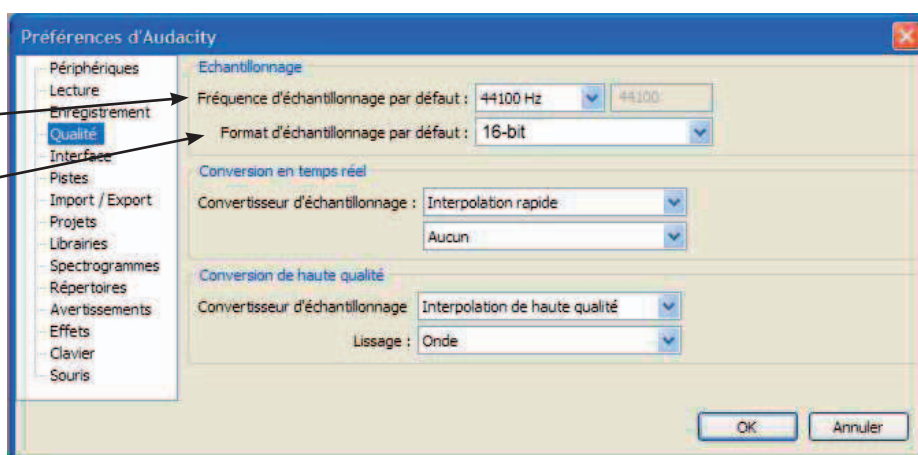 Préférences d'Audacity
Périphériques
Lecture
Enregistrement
Qualité
Interface
Pistes
Import / Export
Projets
Librairies
Spectrogrammes
Répertoires
Avertissements
Effets
Clavier
Souris
Echantillonnage
Fréquence d'échantillonnage par défaut : 44100 Hz 44100
Format d'échantillonnage par défaut : 16-bit
Conversion en temps réel
Convertisseur d'échantillonnage : Interpolation rapide
Aucun
Conversion de haute qualité
Convertisseur d'échantillonnage Interpolation de haute qualité
Lissage : Onde
OK Annuler